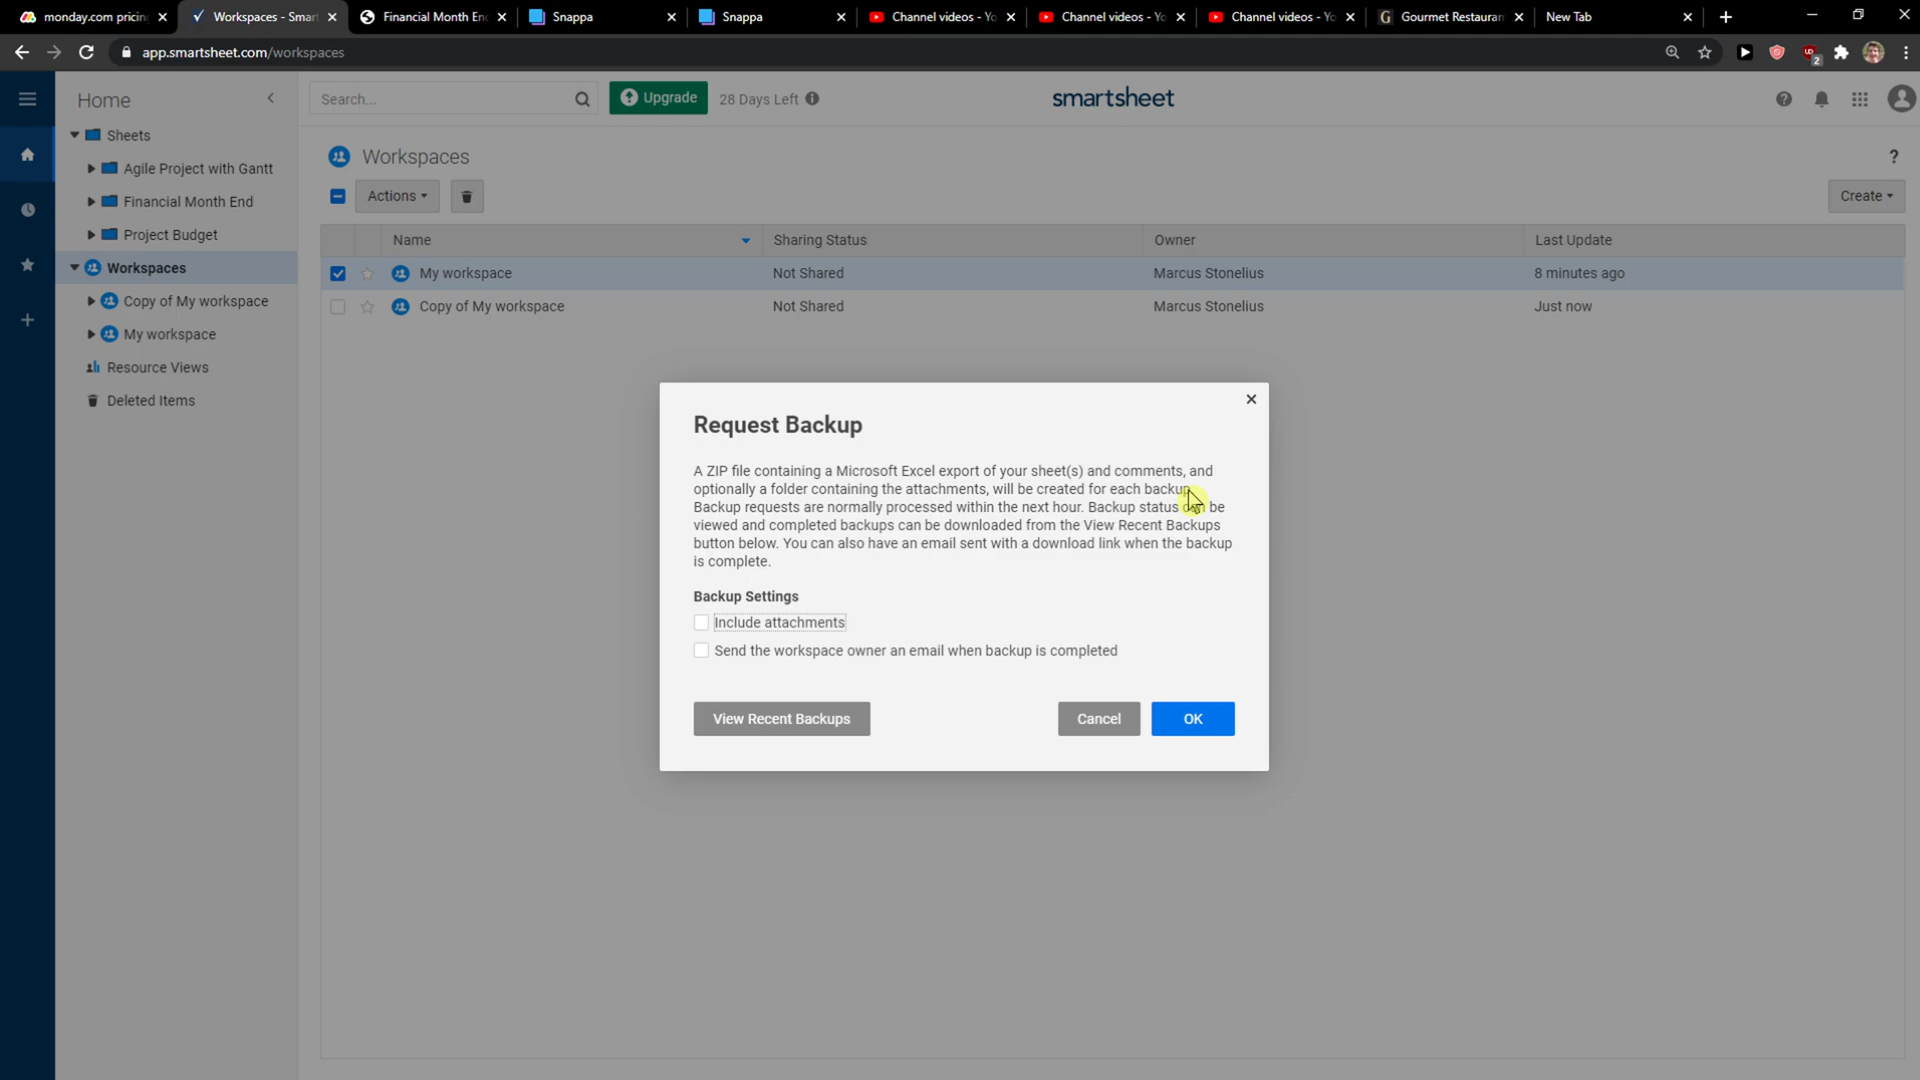 monday.com pricing
Workspaces - Smart
Financial Month En
Snappa
Snappa
Channel videos - Yo
Channel videos - Yo
Channel videos - Yo
Gourmet Restauran
New Tab
app.smartsheet.com/workspaces
2
Home
Search...
Upgrade
28 Days Left
smartsheet
Sheets
Agile Project with Gantt
Financial Month End
Project Budget
Workspaces
Copy of My workspace
My workspace
Resource Views
Deleted Items
Workspaces
?
Actions
Create
Name
Sharing Status
Owner
Last Update
My workspace
Not Shared
Marcus Stonelius
8 minutes ago
Copy of My workspace
Not Shared
Marcus Stonelius
Just now
Request Backup
A ZIP file containing a Microsoft Excel export of your sheet(s) and comments, and
optionally a folder containing the attachments, will be created for each backup.
Backup requests are normally processed within the next hour. Backup status can be
viewed and completed backups can be downloaded from the View Recent Backups
button below. You can also have an email sent with a download link when the backup
is complete.
Backup Settings
Include attachments
Send the workspace owner an email when backup is completed
View Recent Backups
Cancel
OK